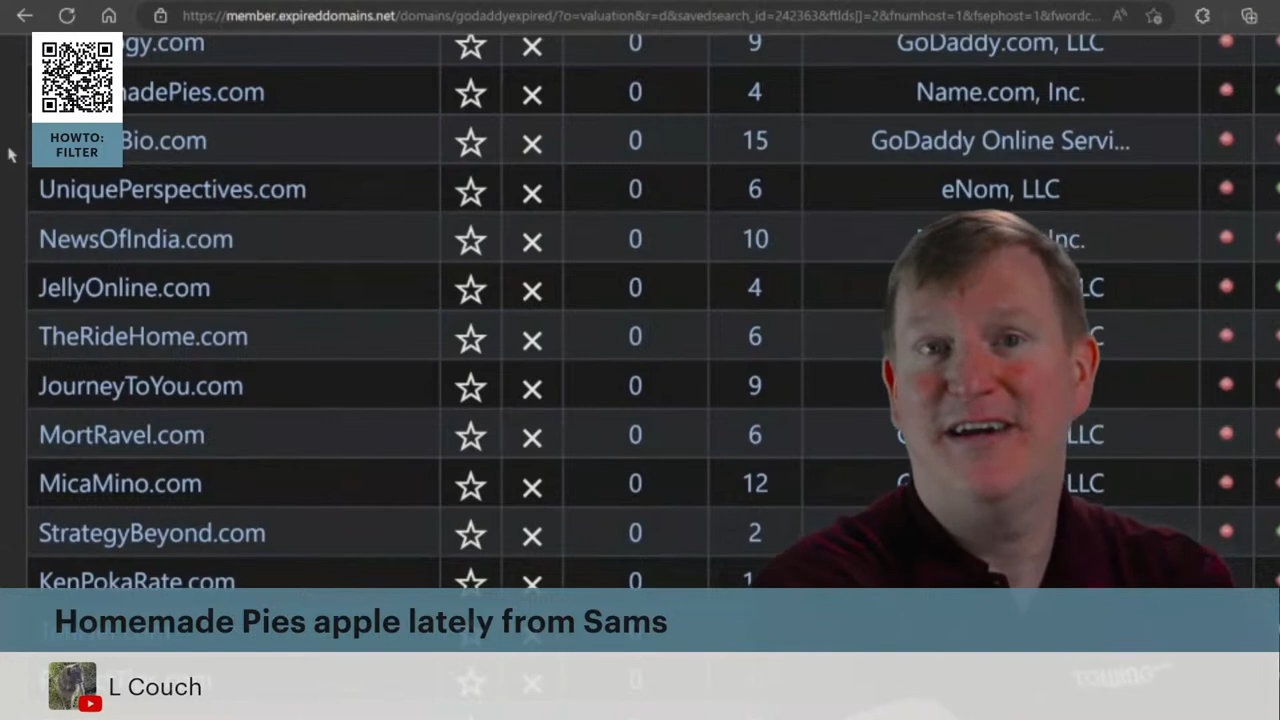 https://member.expireddomains.net/domains/godaddyexpired/?o=valuation&r=d&savedsearch_id=242363&ftlds[]=2&fnumhost=1&fsephost=1&fwordc...
gy.com 0 9 GoDaddy.com, LLC
adePies.com 0 4 Name.com, Inc.
HOWTO:
FILTER
Bio.com 0 15 GoDaddy Online Servi...
UniquePerspectives.com 0 6 eNom, LLC
NewsOfIndia.com 0 10 Inc.
JellyOnline.com 0 4 LC
TheRideHome.com 0 6
JourneyToYou.com 0 9
MortRavel.com 0 6 LLC
MicaMino.com 0 12 LLC
StrategyBeyond.com 0 2
KenPokaRate.com 0 1
Homemade Pies apple lately from Sams
L Couch